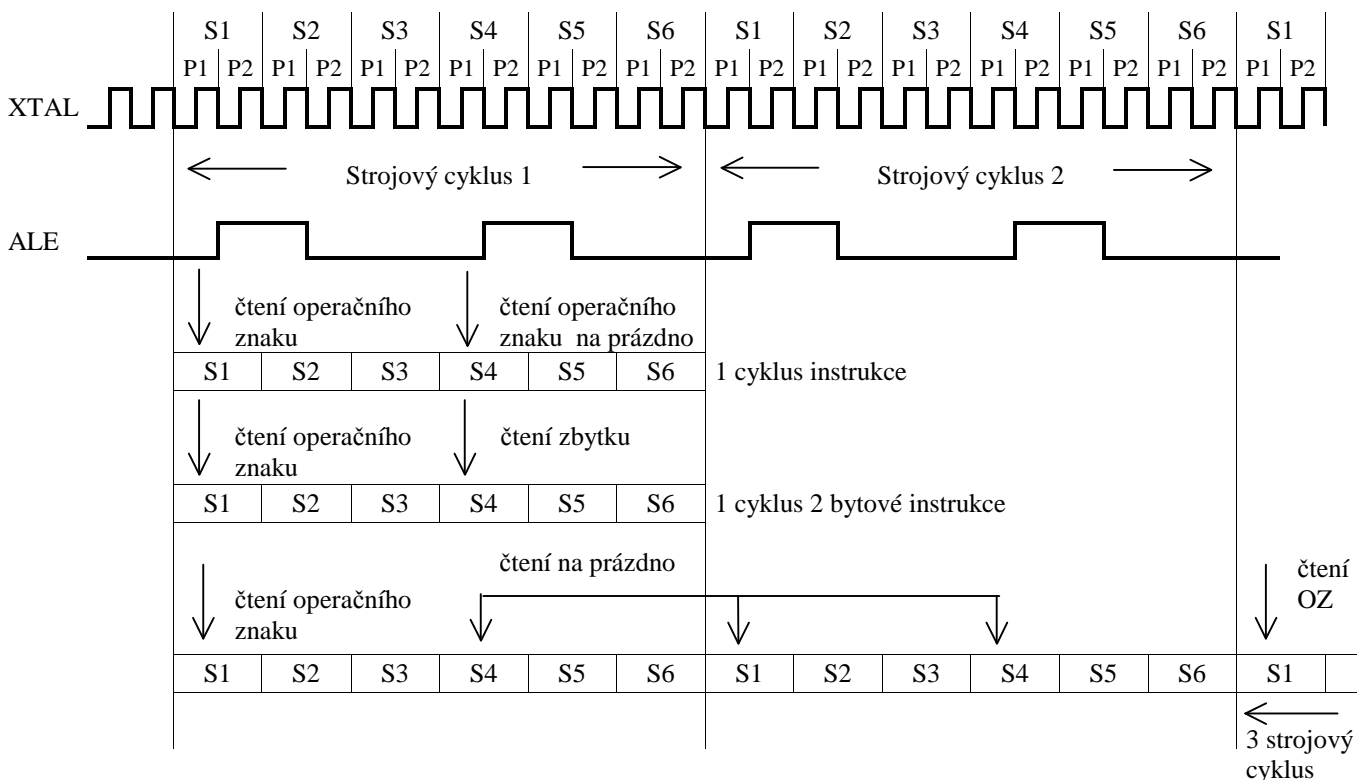 S1 S2 S3 S4 S5 S6 S1 S2 S3 S4 S5 S6 S1
P1 P2 P1 P2 P1 P2 P1 P2 P1 P2 P1 P2 P1 P2 P1 P2 P1 P2 P1 P2 P1 P2 P1 P2 P1 P2
XTAL
Strojový cyklus 1 Strojový cyklus 2
ALE
čtení operačního
znaku
čtení operačního
znaku na prázdno
S1 S2 S3 S4 S5 S6 1 cyklus instrukce
čtení operačního
znaku
čtení zbytku
S1 S2 S3 S4 S5 S6 1 cyklus 2 bytové instrukce
čtení na prázdno
čtení operačního
znaku
čtení
OZ
S1 S2 S3 S4 S5 S6 S1 S2 S3 S4 S5 S6 S1
3 strojový
cyklus